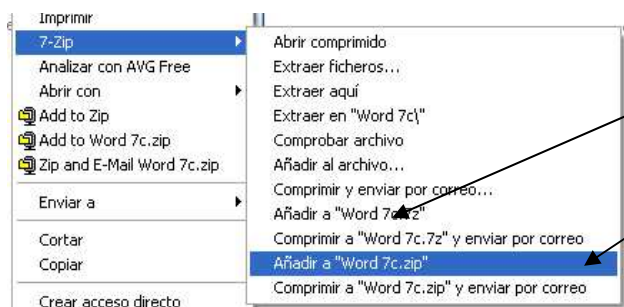 Imprimir
7-Zip
Analizar con AVG Free
Abrir con
Add to Zip
Add to Word 7c.zip
Zip and E-Mail Word 7c.zip
Enviar a
Cortar
Copiar
Crear acceso directo
Abrir comprimido
Extraer ficheros...
Extraer aquí
Extraer en "Word 7c\"
Comprobar archivo
Añadir al archivo...
Comprimir y enviar por correo...
Añadir a "Word 7c.7z"
Comprimir a "Word 7c.7z" y enviar por correo
Añadir a "Word 7c.zip"
Comprimir a "Word 7c.zip" y enviar por correo